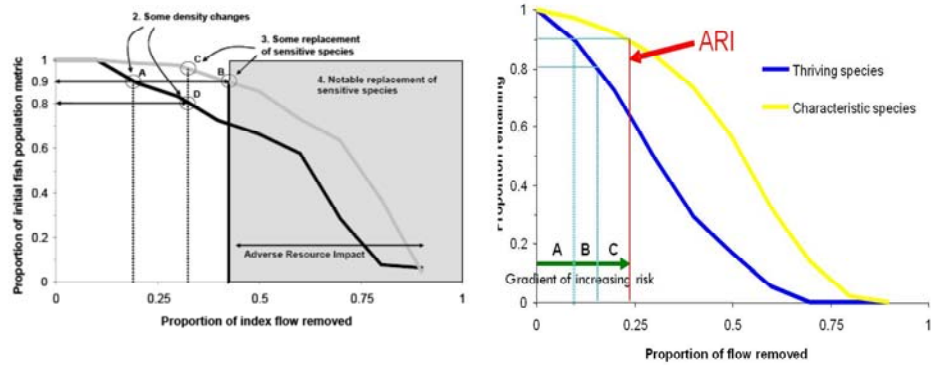 2. Some density changes
3. Some replacement
of sensitive species
C
A
B
D
4. Notable replacement of
sensitive species
Adverse Resource Impact
Proportion of initial fish population metric
1
0.9
0.8
0.6
0.4
0.2
0
0
0.25
0.5
0.75
1
Proportion of index flow removed
ARI
Thriving species
Characteristic species
A
B
C
Gradient of increasing risk
Proportion remaining
1
0.8
0.6
0.4
0.2
0
0
0.25
0.5
0.75
1
Proportion of flow removed